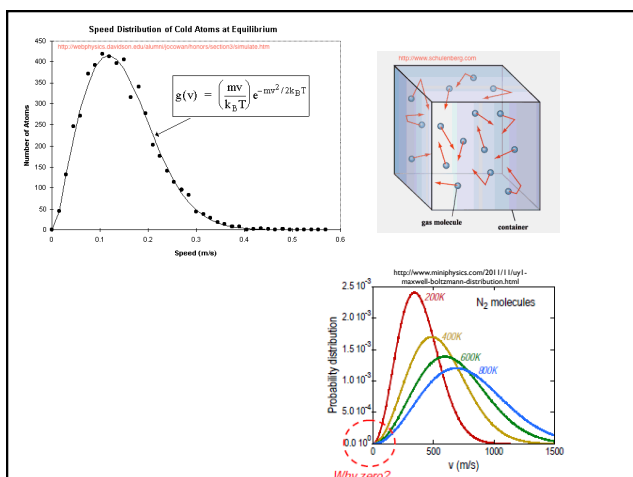 Speed Distribution of Cold Atoms at Equilibrium
http://webphysics.davidson.edu/alumni/jocowan/honors/section3/simulate.htm
450
400
350
300
250
200
150
100
50
0
Number of Atoms
g(v) = (mv/k_BT) e^{-mv²/2k_BT}
0
0.1
0.2
0.3
0.4
0.5
0.6
Speed (m/s)
http://www.schulenberg.com
gas molecule
container
http://www.miniphysics.com/2011/11/uy1-
maxwell-boltzmann-distribution.html
2.5 10⁻³
2.0 10⁻³
1.5 10⁻³
1.0 10⁻³
5.0 10⁻⁴
0.0 10⁰
Probability distribution
N₂ molecules
200K
400K
600K
800K
0
500
1000
1500
v (m/s)
Why zero?